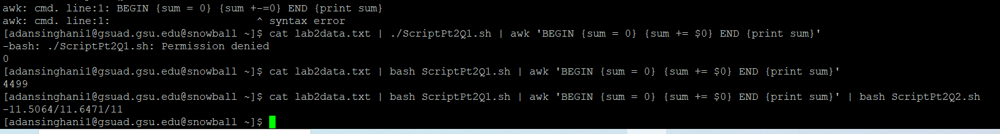 awk: cmd. line:1: BEGIN {sum = 0} {sum +-=0} END {print sum}
awk: cmd. line:1:                        ^ syntax error
[adansinghani1@gsuad.gsu.edu@snowball ~]$ cat lab2data.txt | ./ScriptPt2Q1.sh | awk 'BEGIN {sum = 0} {sum += $0} END {print sum}'
-bash: ./ScriptPt2Q1.sh: Permission denied
0
[adansinghani1@gsuad.gsu.edu@snowball ~]$ cat lab2data.txt | bash ScriptPt2Q1.sh | awk 'BEGIN {sum = 0} {sum += $0} END {print sum}'
4499
[adansinghani1@gsuad.gsu.edu@snowball ~]$ cat lab2data.txt | bash ScriptPt2Q1.sh | awk 'BEGIN {sum = 0} {sum += $0} END {print sum}' | bash ScriptPt2Q2.sh
-11.5064/11.6471/11
[adansinghani1@gsuad.gsu.edu@snowball ~]$